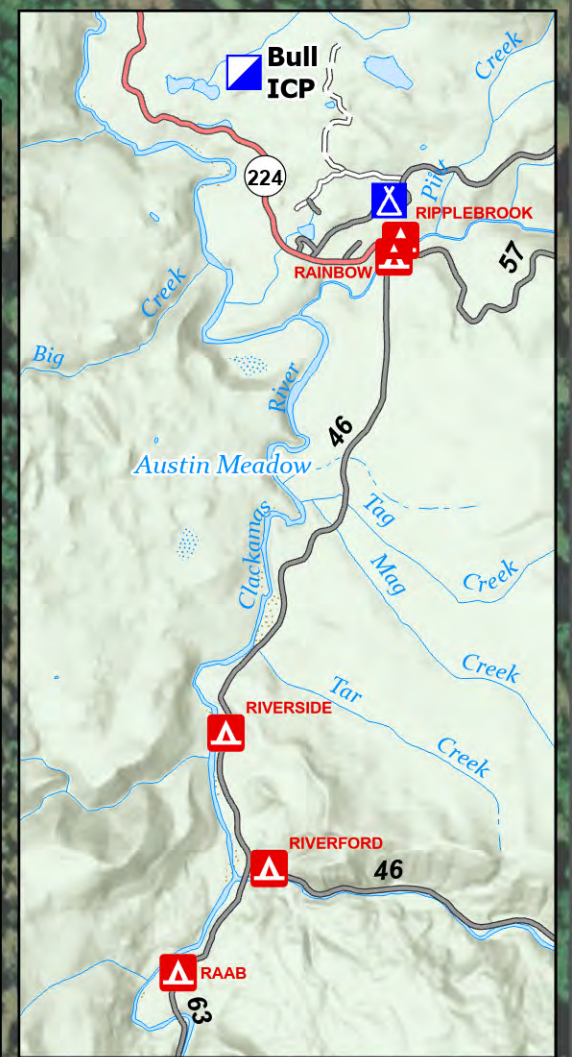 Bull
ICP
Creek
224
Pint
RIPPLEBROOK
RAINBOW
57
Creek
Big
River
46
Austin Meadow
Tag
Clackamas
Mag
Creek
Creek
Tar
RIVERSIDE
Creek
RIVERFORD
46
RAAB
63